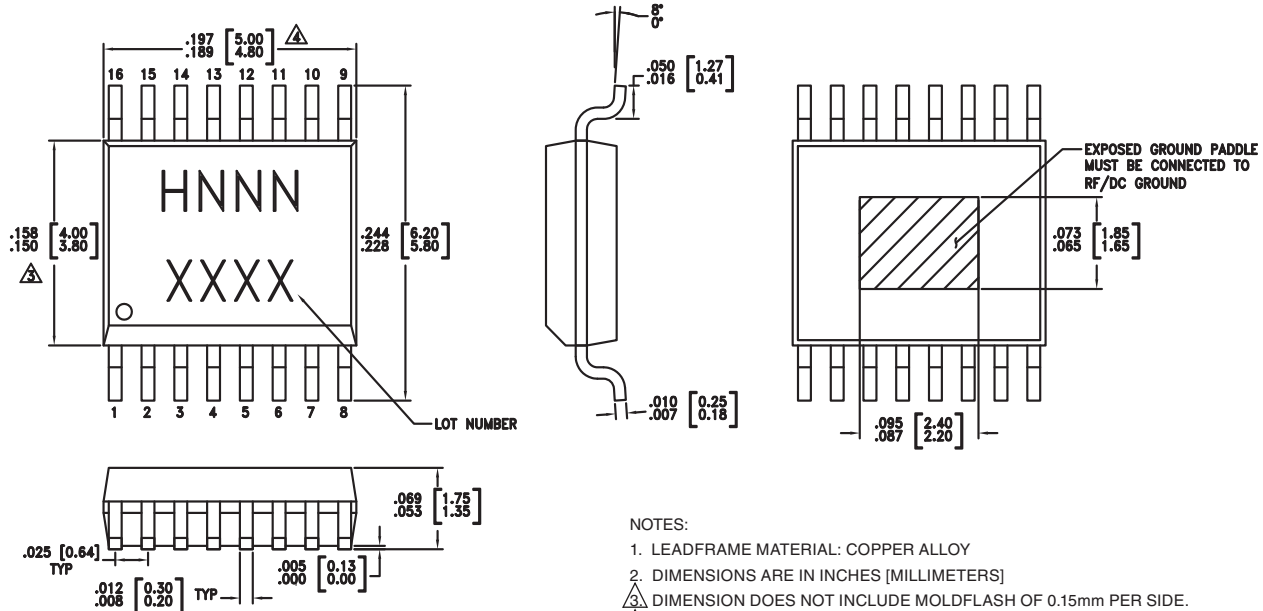 .197 [5.00]
.189 [4.80]
4
16 15 14 13 12 11 10 9
HNNN
XXXX
.158 [4.00]
.150 [3.80]
3
.244 [6.20]
.228 [5.80]
1 2 3 4 5 6 7 8
LOT NUMBER
8°
0°
.050 [1.27]
.016 [0.41]
.010 [0.25]
.007 [0.18]
EXPOSED GROUND PADDLE
MUST BE CONNECTED TO
RF/DC GROUND
.073 [1.85]
.065 [1.65]
.095 [2.40]
.087 [2.20]
.069 [1.75]
.053 [1.35]
.025 [0.64]
TYP
.012 [0.30]
.008 [0.20]
TYP
.005 [0.13]
.000 [0.00]
NOTES:
1. LEADFRAME MATERIAL: COPPER ALLOY
2. DIMENSIONS ARE IN INCHES [MILLIMETERS]
3. DIMENSION DOES NOT INCLUDE MOLDFLASH OF 0.15mm PER SIDE.